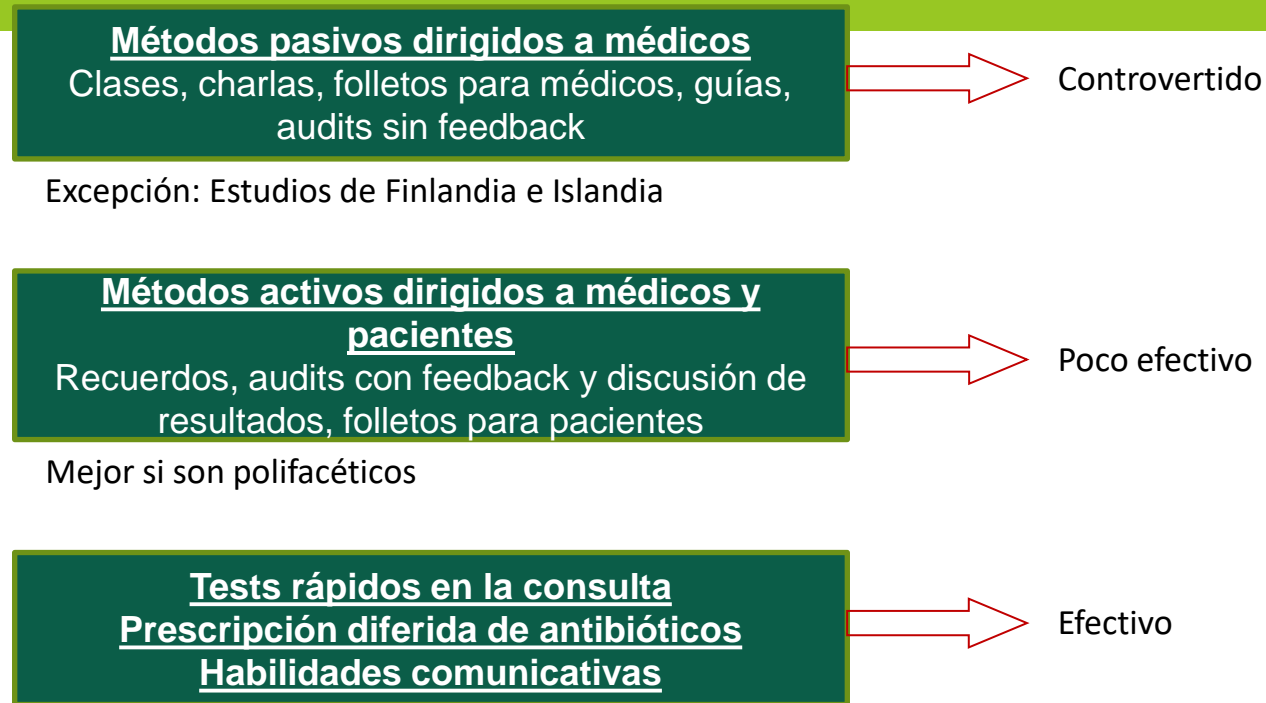 Métodos pasivos dirigidos a médicos
Clases, charlas, folletos para médicos, guías,
audits sin feedback
Controvertido
Excepción: Estudios de Finlandia e Islandia
Métodos activos dirigidos a médicos y
pacientes
Recuerdos, audits con feedback y discusión de
resultados, folletos para pacientes
Poco efectivo
Mejor si son polifacéticos
Tests rápidos en la consulta
Prescripción diferida de antibióticos
Habilidades comunicativas
Efectivo